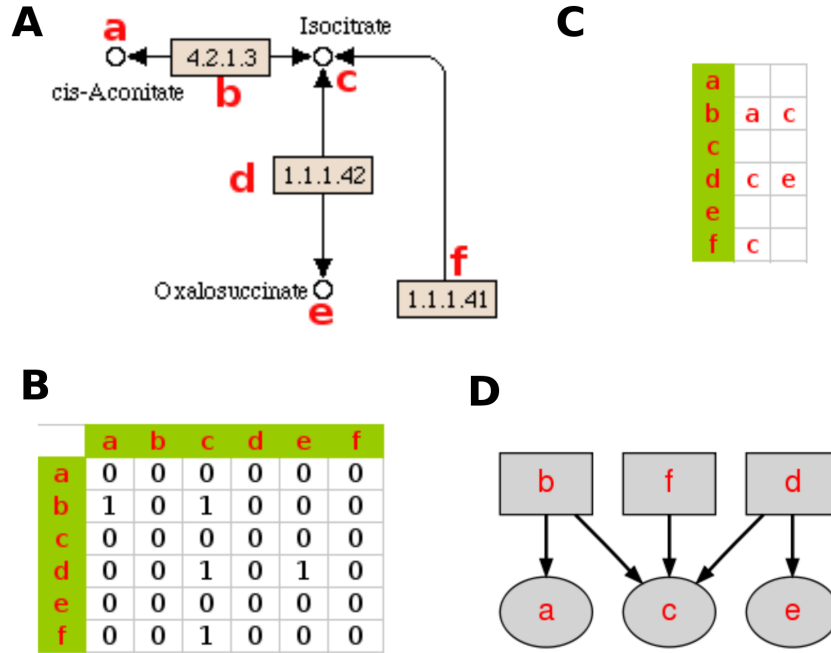 A
a
Isocitrate
4.2.1.3
cis-Aconitate
b
c
d
1.1.1.42
f
Oxalosuccinate
e
1.1.1.41
C
a
b a c
c
d c e
e
f c
B
a b c d e f
a 0 0 0 0 0 0
b 1 0 1 0 0 0
c 0 0 0 0 0 0
d 0 0 1 0 1 0
e 0 0 0 0 0 0
f 0 0 1 0 0 0
D
b f d
a c e